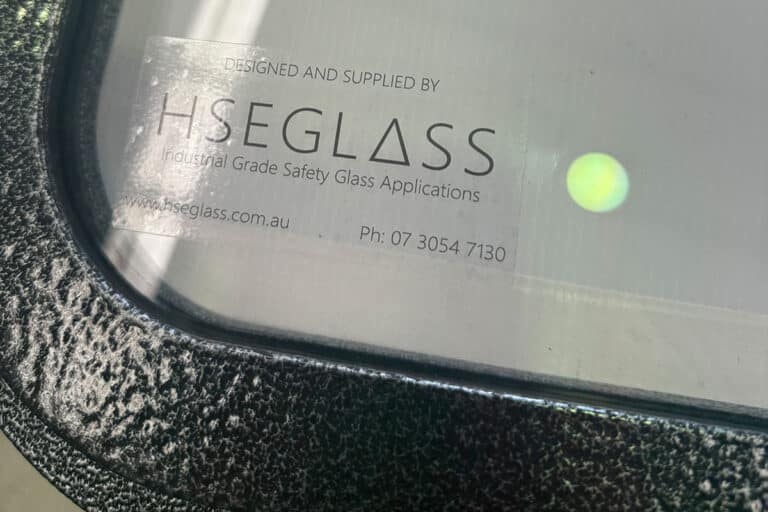 DESIGNED AND SUPPLIED BY
HSEGLASS
Industrial Grade Safety Glass Applications
www.hseglass.com.au Ph: 07 3054 7130